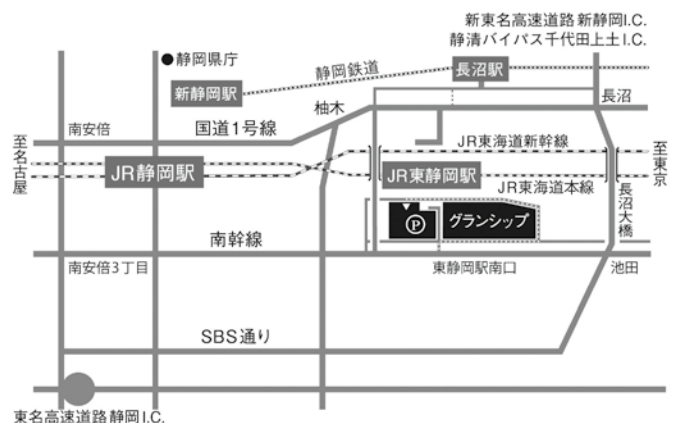 新東名高速道路 新静岡I.C.
静清バイパス千代田上土I.C.
●静岡県庁
静岡鉄道
長沼駅
新静岡駅
柚木
長沼
南安倍
国道1号線
JR東海道新幹線
至名古屋
JR静岡駅
JR東静岡駅
至東京
JR東海道本線
長沼大橋
P
グランシップ
南幹線
南安倍3丁目
東静岡駅南口
池田
SBS通り
東名高速道路静岡I.C.